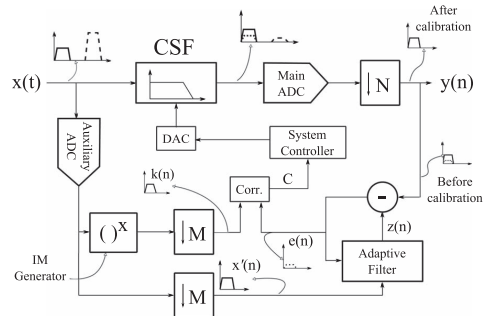 After
calibration
CSF
x(t)
Main
ADC
↓N
y(n)
Auxiliary
ADC
DAC
System
Controller
Before
calibration
k(n)
Corr.
C
-
( )^x
↓M
e(n)
z(n)
IM
Generator
x'(n)
↓M
Adaptive
Filter